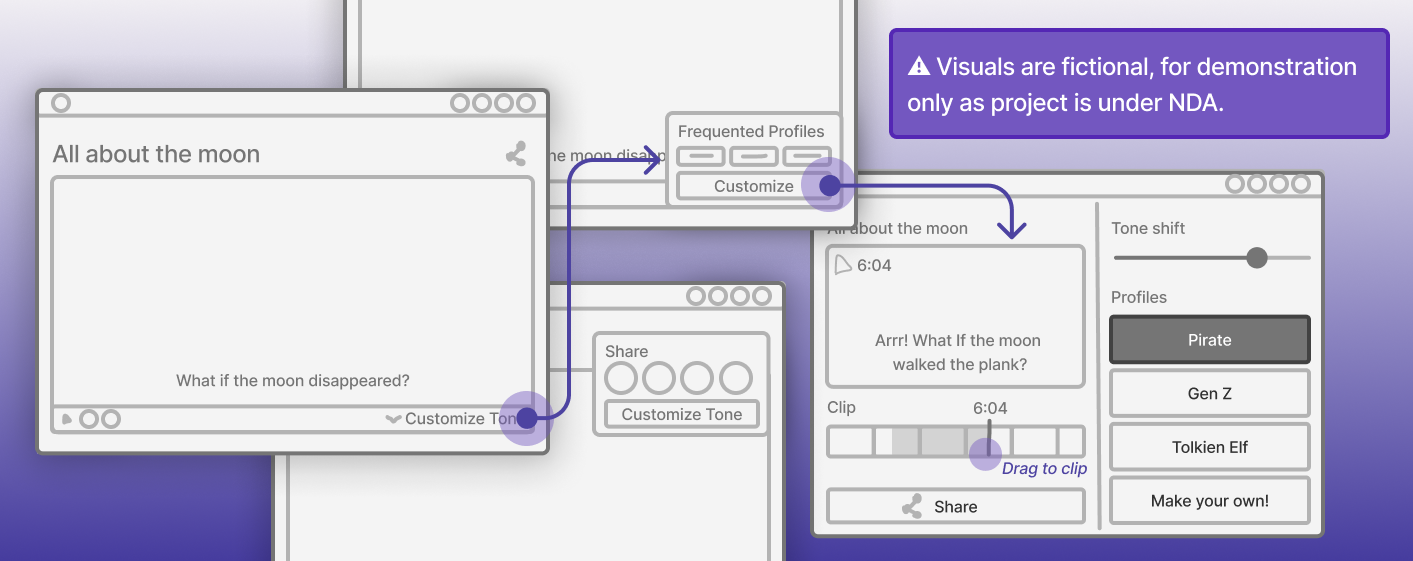 ⚠ Visuals are fictional, for demonstration
only as project is under NDA.
All about the moon
What if the moon disappeared?
Customize Ton
he moon disapp
Frequented Profiles
Customize
Share
Customize Tone
All about the moon
6:04
Arrr! What If the moon
walked the plank?
Clip
6:04
Drag to clip
Share
Tone shift
Profiles
Pirate
Gen Z
Tolkien Elf
Make your own!